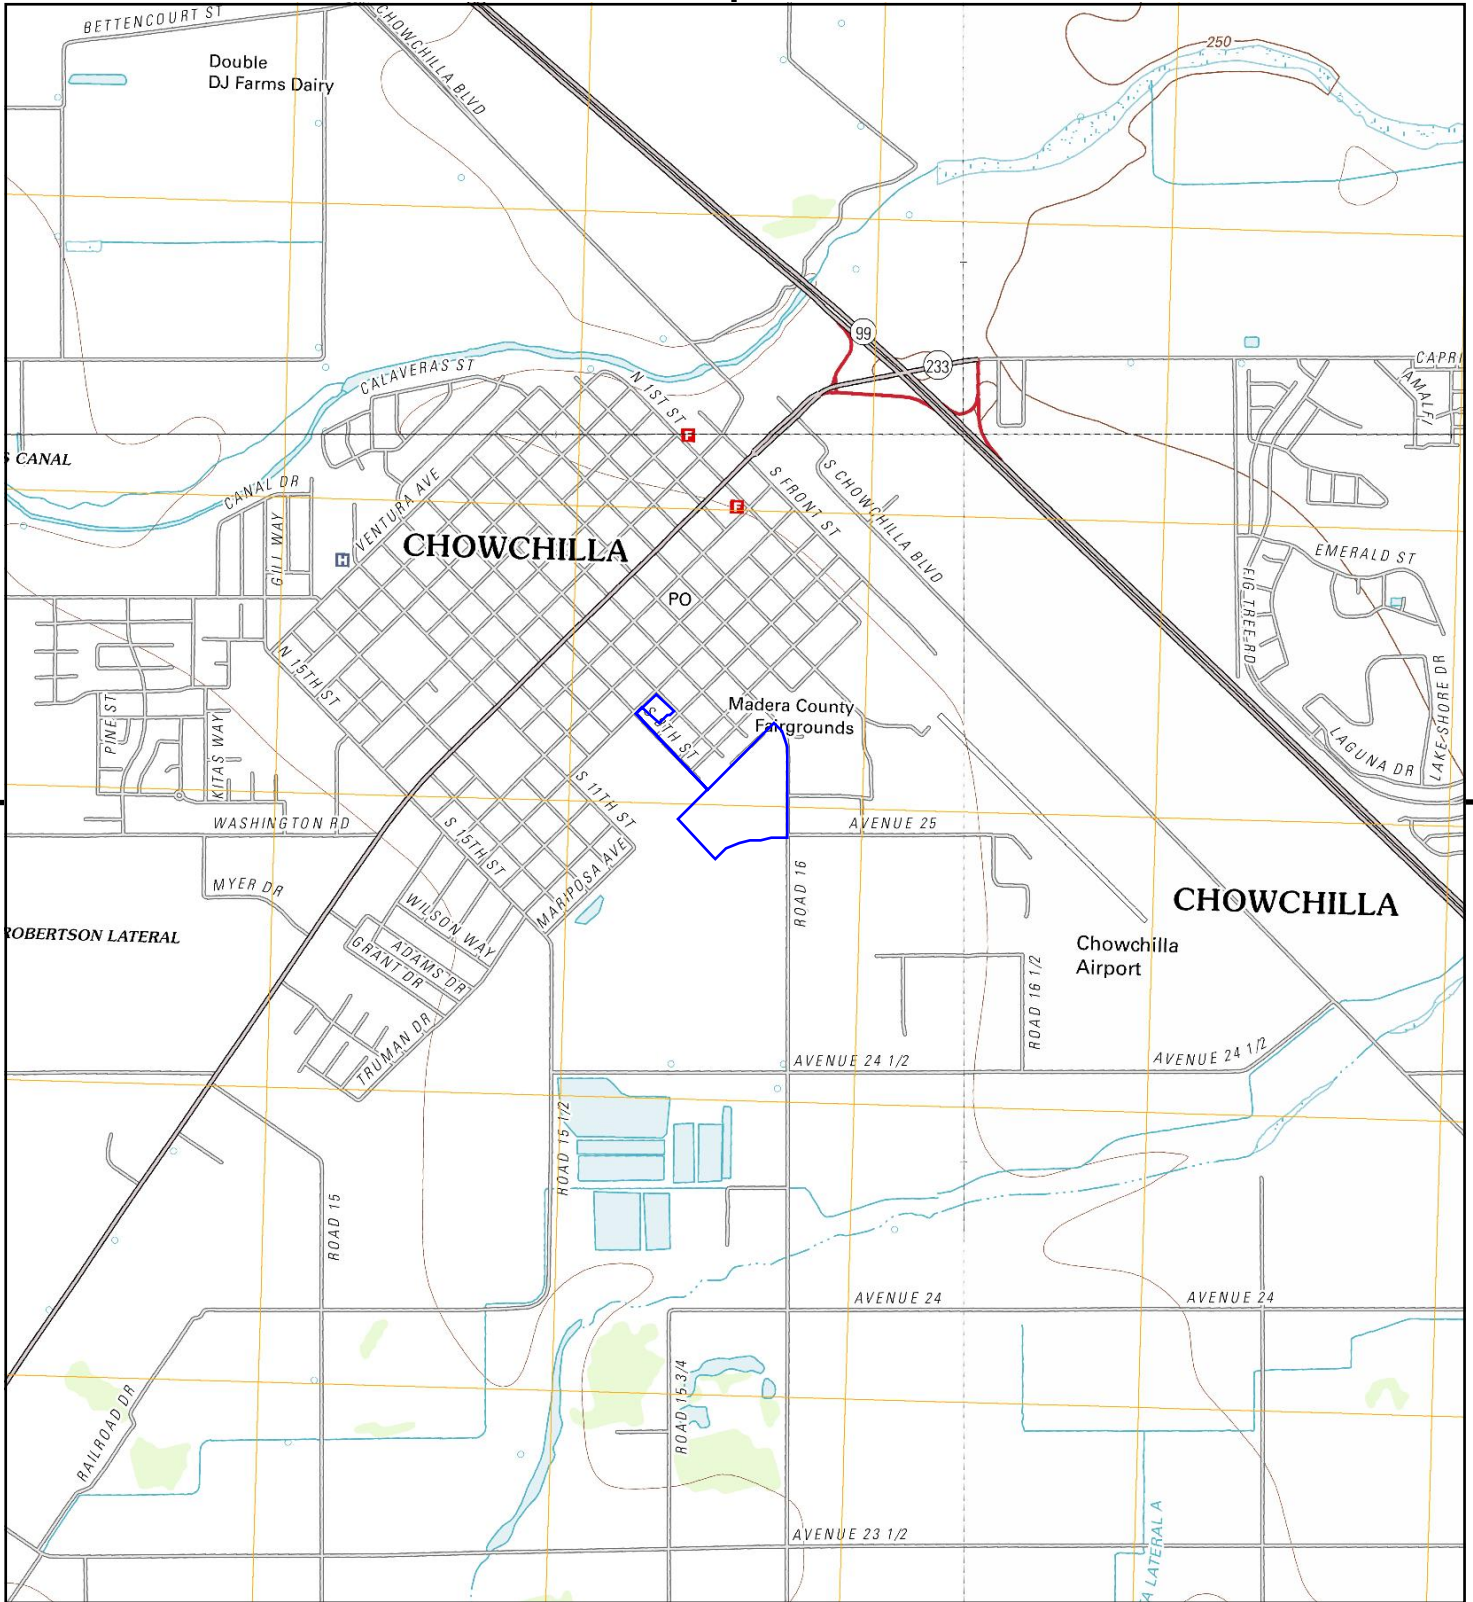 BETTENCOURT ST
Double
DJ Farms Dairy
CHOWCHILLA BLVD
250
99
233
CAPRI
AMALFI
CALAVERAS ST
N 1ST ST
F
S CANAL
CANAL DR
VENTURA AVE
GILL WAY
H
CHOWCHILLA
F
S FRONT ST
S CHOWCHILLA BLVD
EMERALD ST
FIG TREE RD
PO
N 15TH ST
PINE ST
KITAS WAY
Madera County
Fairgrounds
S 9TH ST
LAKE SHORE DR
LAGUNA DR
S 11TH ST
WASHINGTON RD
S 15TH ST
AVENUE 25
MARIPOSA AVE
MYER DR
ROAD 16
CHOWCHILLA
WILSON WAY
ROBERTSON LATERAL
ADAMS DR
GRANT DR
Chowchilla
Airport
ROAD 16 1/2
TRUMAN DR
AVENUE 24 1/2
AVENUE 24 1/2
ROAD 15 1/2
ROAD 15
AVENUE 24
AVENUE 24
ROAD 15 3/4
RAILROAD DR
AVENUE 23 1/2
A LATERAL A